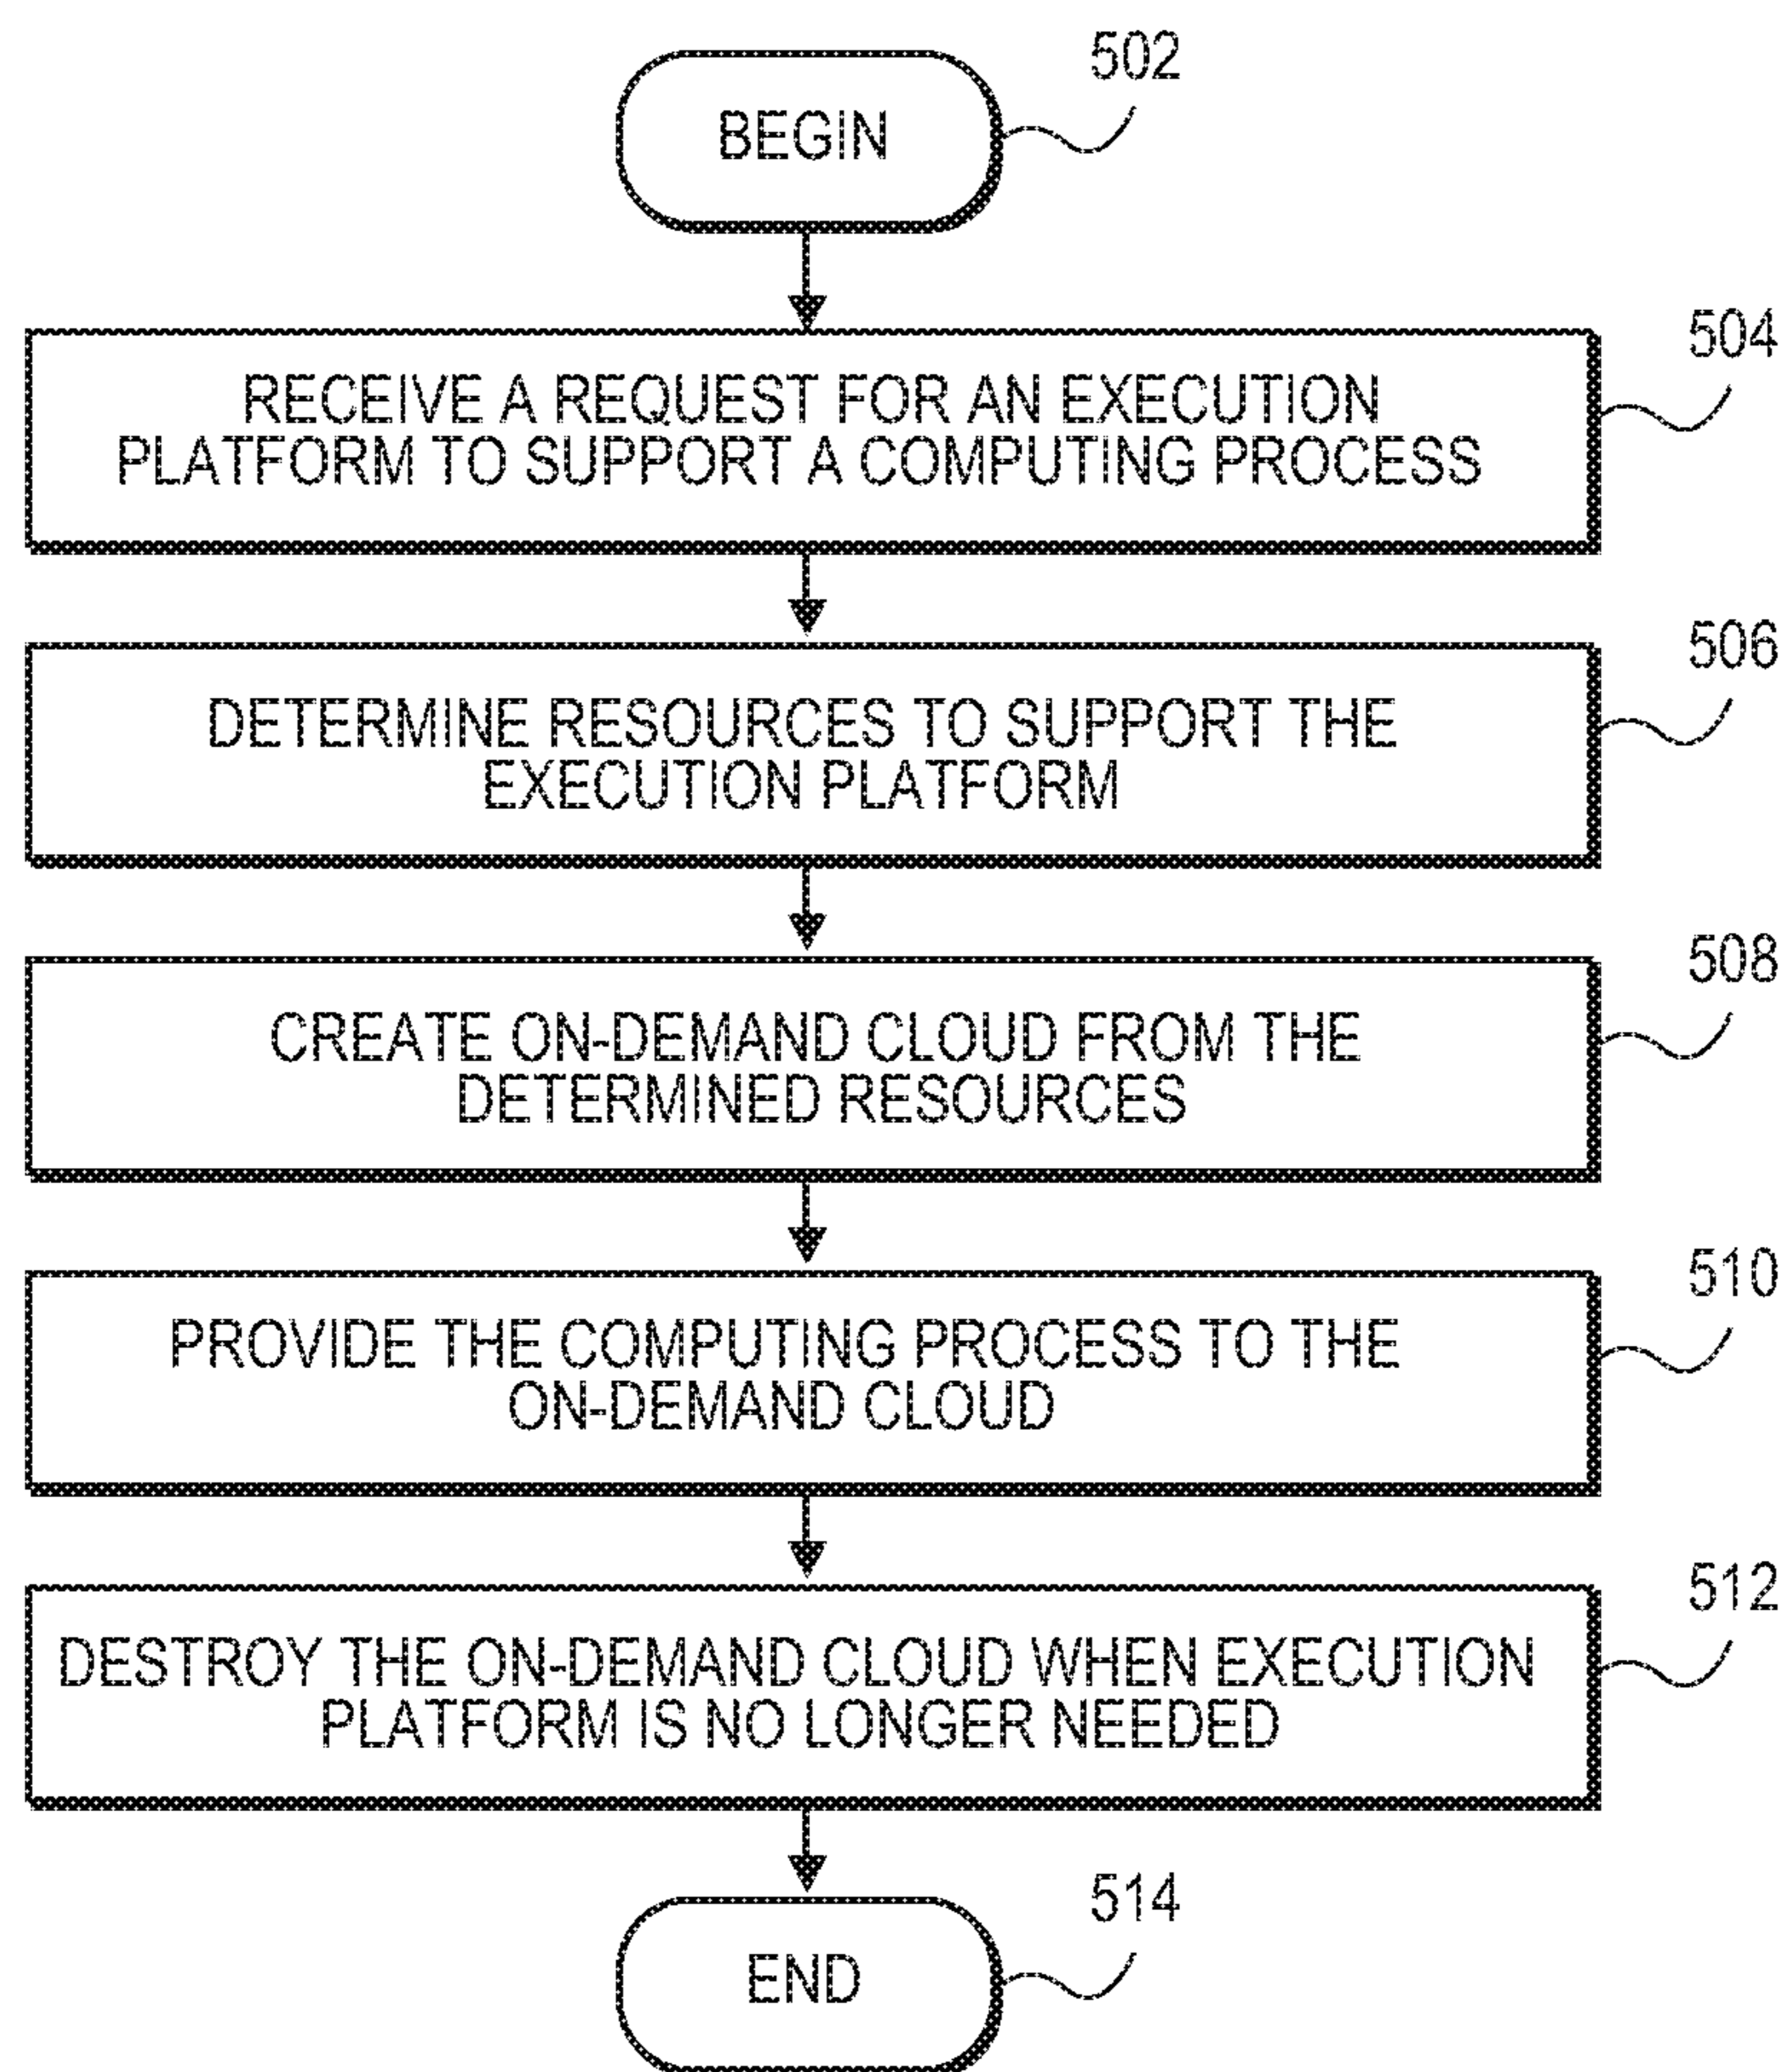 502
BEGIN
504
RECEIVE A REQUEST FOR AN EXECUTION
PLATFORM TO SUPPORT A COMPUTING PROCESS
506
DETERMINE RESOURCES TO SUPPORT THE
EXECUTION PLATFORM
508
CREATE ON-DEMAND CLOUD FROM THE
DETERMINED RESOURCES
510
PROVIDE THE COMPUTING PROCESS TO THE
ON-DEMAND CLOUD
512
DESTROY THE ON-DEMAND CLOUD WHEN EXECUTION
PLATFORM IS NO LONGER NEEDED
514
END